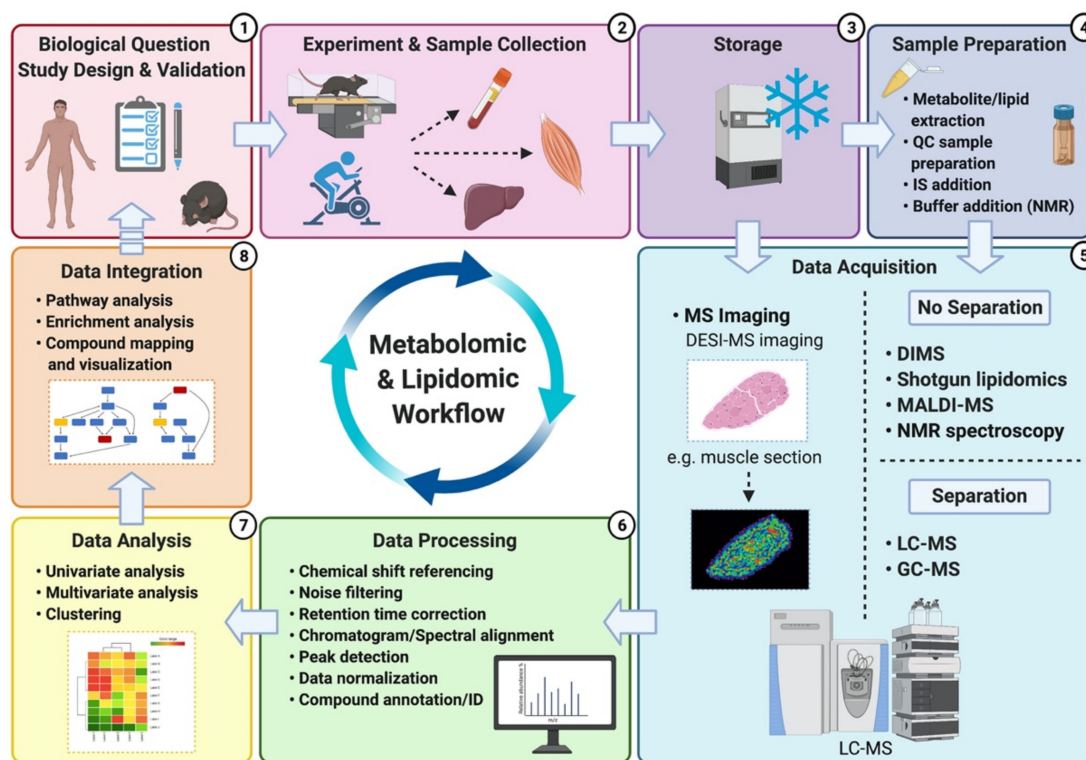 1
Biological Question
Study Design & Validation
2
Experiment & Sample Collection
3
Storage
4
Sample Preparation
• Metabolite/lipid
extraction
• QC sample
preparation
• IS addition
• Buffer addition (NMR)
5
Data Acquisition
• MS Imaging
DESI-MS imaging
e.g. muscle section
No Separation
• DIMS
• Shotgun lipidomics
• MALDI-MS
• NMR spectroscopy
Separation
• LC-MS
• GC-MS
LC-MS
6
Data Processing
• Chemical shift referencing
• Noise filtering
• Retention time correction
• Chromatogram/Spectral alignment
• Peak detection
• Data normalization
• Compound annotation/ID
Relative abundance %
m/z
7
Data Analysis
• Univariate analysis
• Multivariate analysis
• Clustering
8
Data Integration
• Pathway analysis
• Enrichment analysis
• Compound mapping
and visualization
Metabolomic
& Lipidomic
Workflow